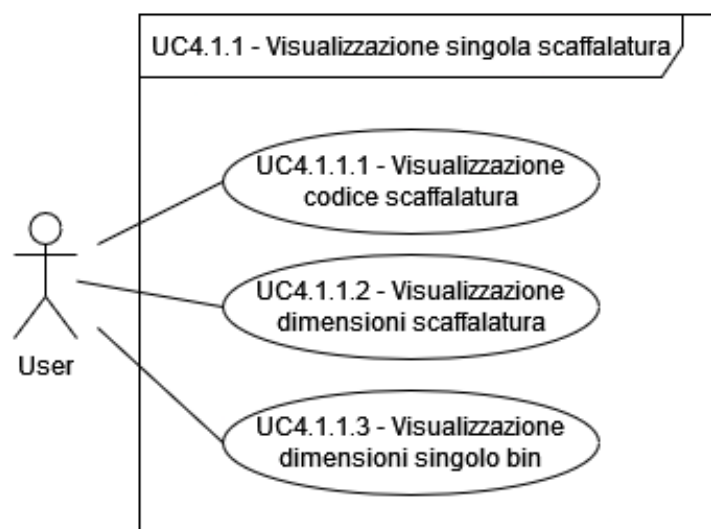 UC4.1.1 - Visualizzazione singola scaffalatura
UC4.1.1.1 - Visualizzazione
codice scaffalatura
UC4.1.1.2 - Visualizzazione
dimensioni scaffalatura
User
UC4.1.1.3 - Visualizzazione
dimensioni singolo bin